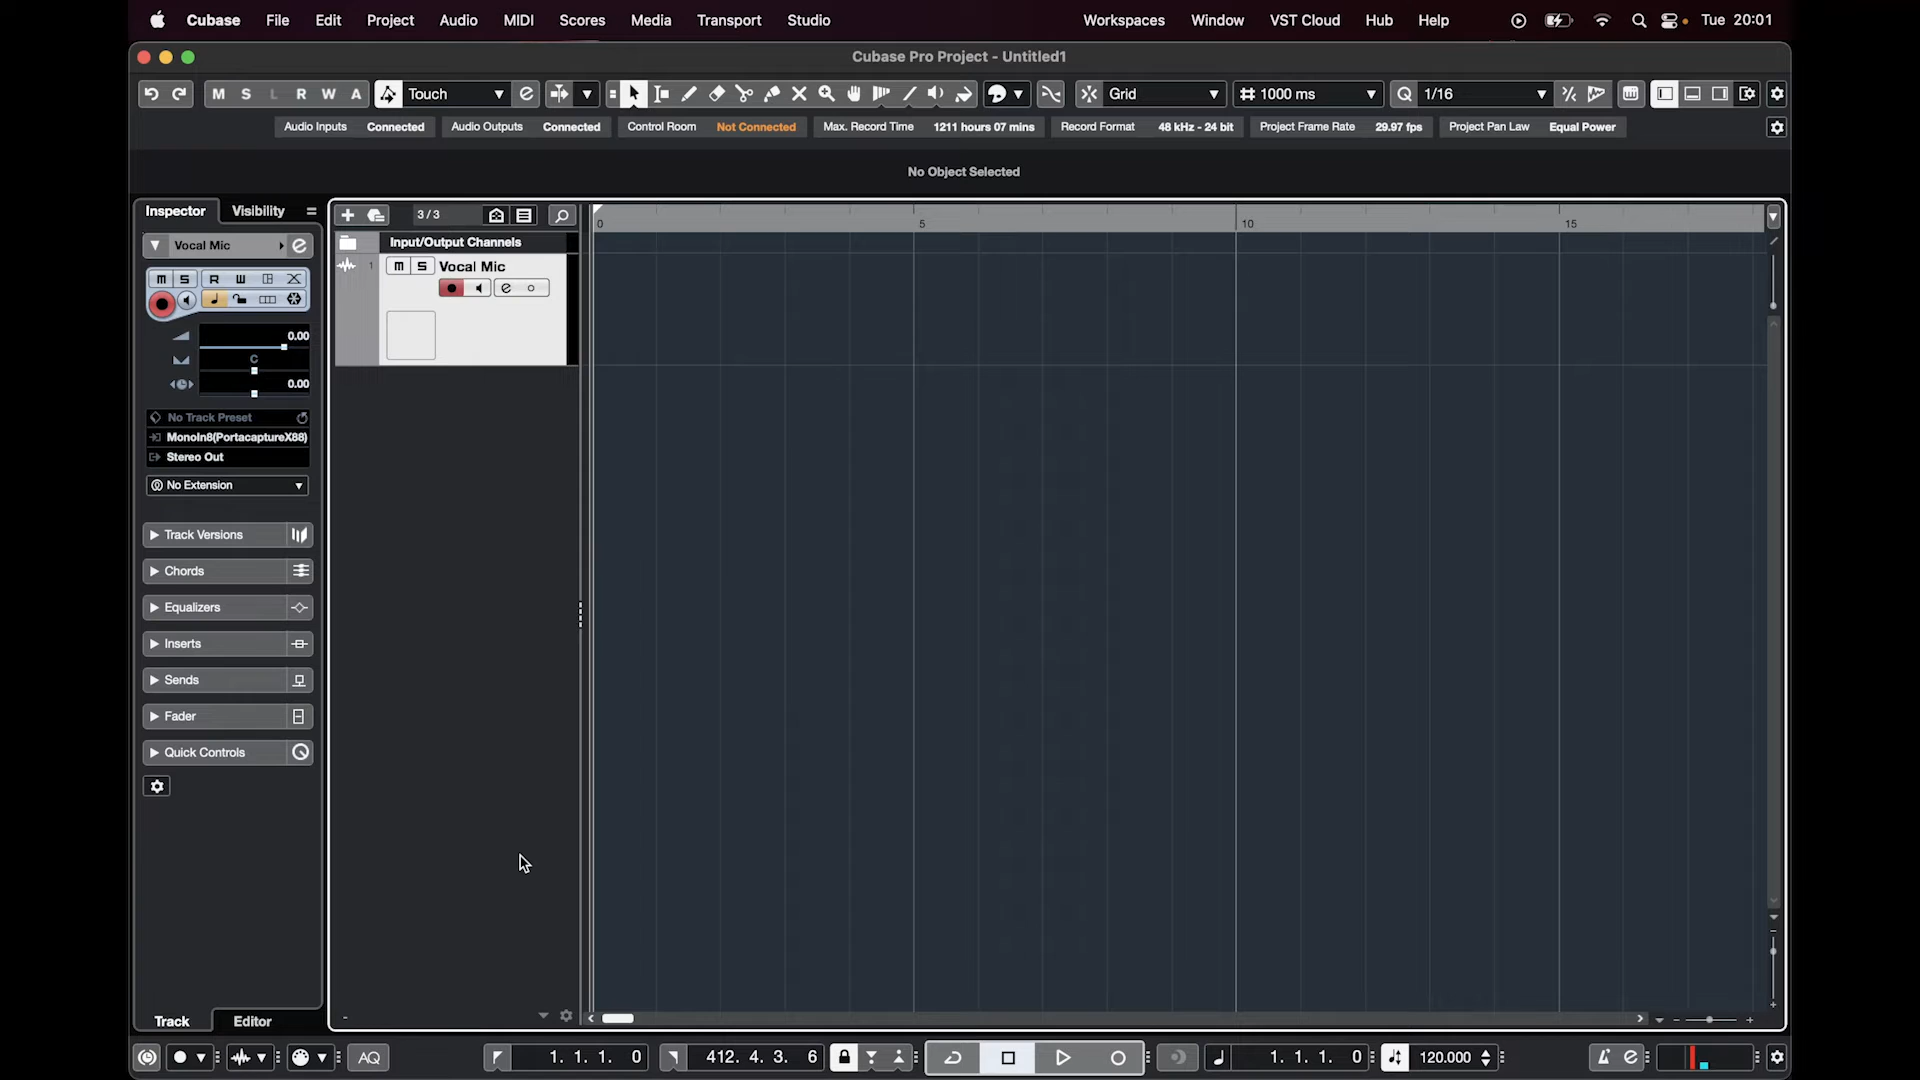 Cubase File Edit Project Audio MIDI Scores Media Transport Studio Workspaces Window VST Cloud Hub Help Tue 20:01
Cubase Pro Project - Untitled1
M S L R W A Touch Grid 1000 ms Q 1/16
Audio Inputs Connected Audio Outputs Connected Control Room Not Connected Max. Record Time 1211 hours 07 mins Record Format 48 kHz - 24 bit Project Frame Rate 29.97 fps Project Pan Law Equal Power
No Object Selected
Inspector Visibility 3/3
0 5 10 15
Vocal Mic
Input/Output Channels
1 m S Vocal Mic
m S R W
0.00
C
0.00
No Track Preset
MonoIn8(PortacaptureX88)
Stereo Out
No Extension
Track Versions
Chords
Equalizers
Inserts
Sends
Fader
Quick Controls
Track Editor
AQ 1. 1. 1. 0 412. 4. 3. 6 1. 1. 1. 0 120.000